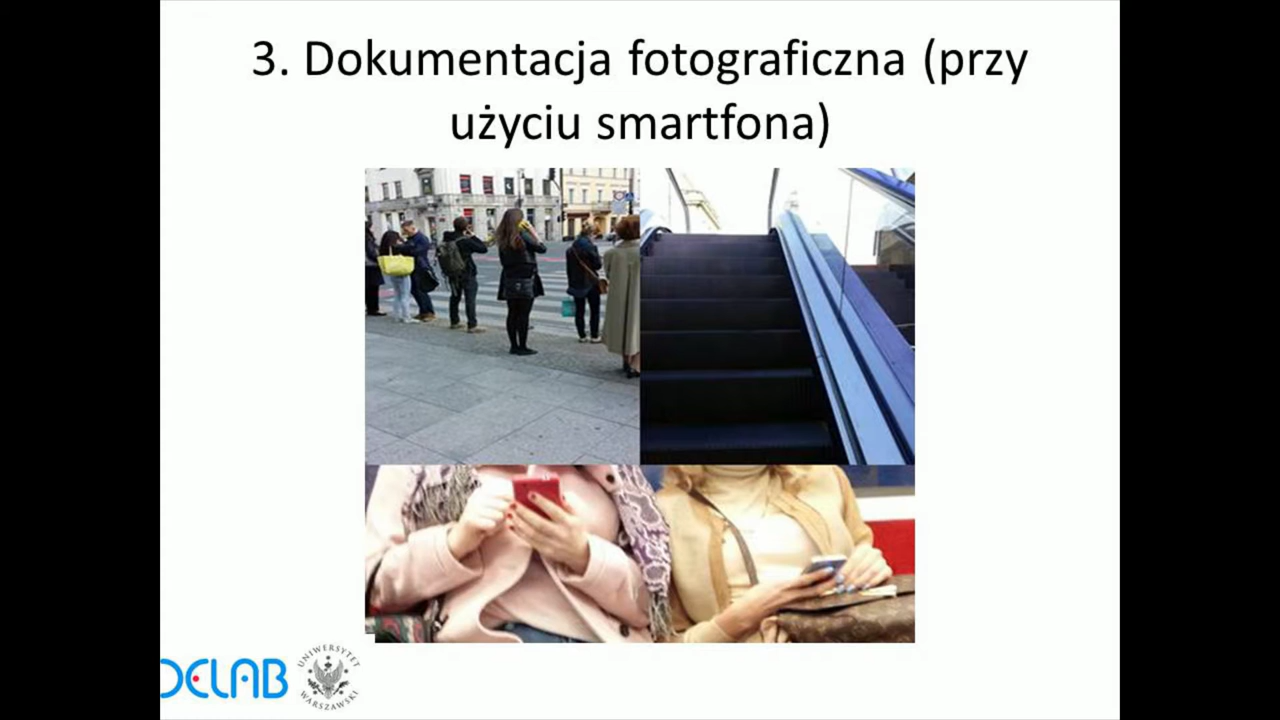 3. Dokumentacja fotograficzna (przy
użyciu smartfona)
DELAB
UNIWERSYTET
WARSZAWSKI